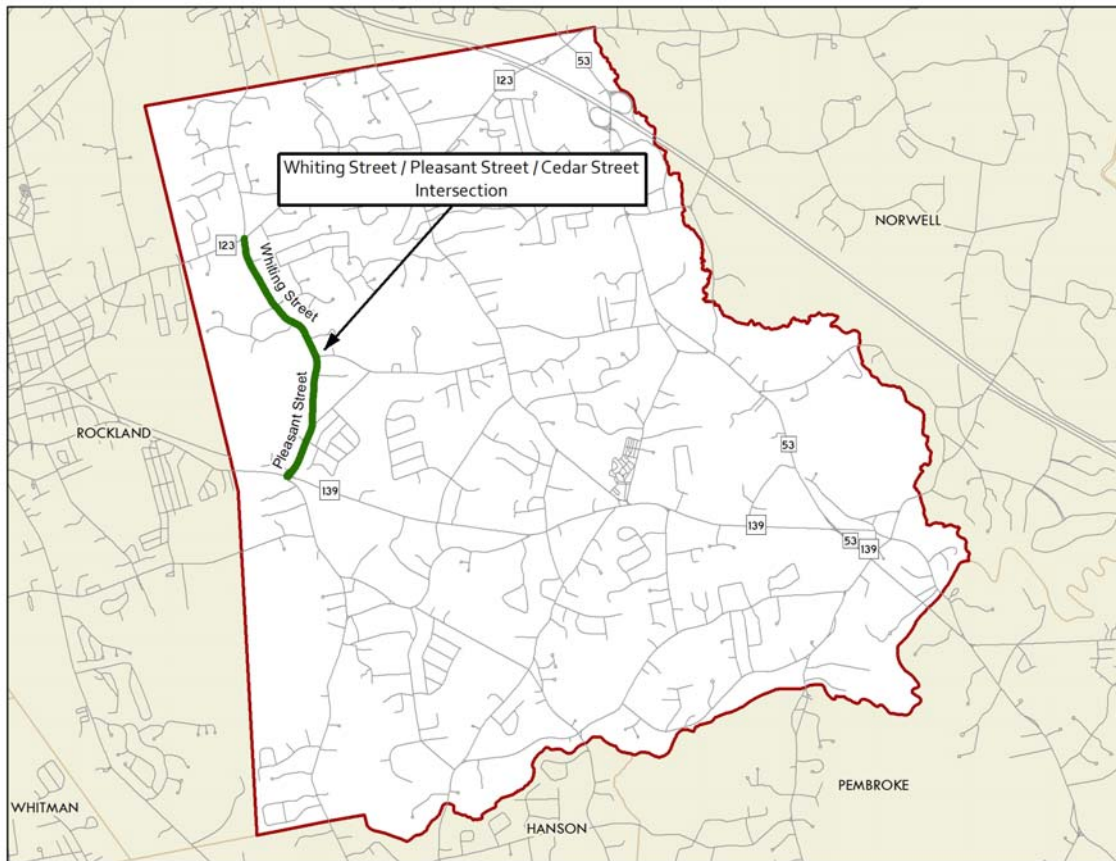 53
123
Whiting Street / Pleasant Street / Cedar Street
Intersection
NORWELL
123
Whiting Street
Pleasant Street
ROCKLAND
53
139
139
53
139
PEMBROKE
WHITMAN
HANSON